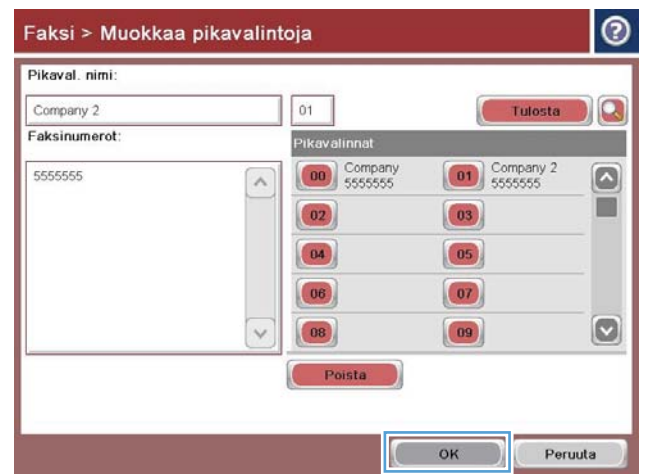 Faksi > Muokkaa pikavalintoja
?
Pikaval. nimi:
Company 2
01
Tulosta
Faksinumerot:
Pikavalinnat
5555555
00 Company 5555555
01 Company 2 5555555
02
03
04
05
06
07
08
09
Poista
OK
Peruuta